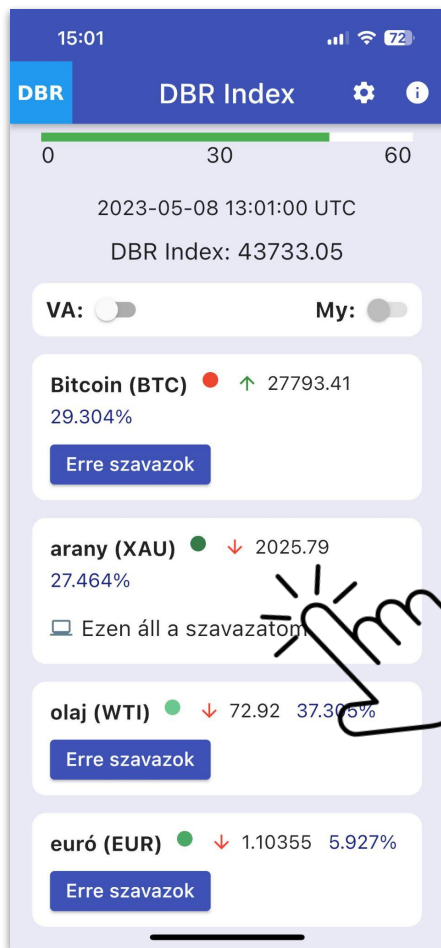 15:01 72
DBR DBR Index
0 30 60
2023-05-08 13:01:00 UTC
DBR Index: 43733.05
VA: My:
Bitcoin (BTC) ↑ 27793.41
29.304%
Erre szavazok
arany (XAU) ↓ 2025.79
27.464%
Ezen áll a szavazatom
olaj (WTI) ↓ 72.92 37.305%
Erre szavazok
euró (EUR) ↓ 1.10355 5.927%
Erre szavazok